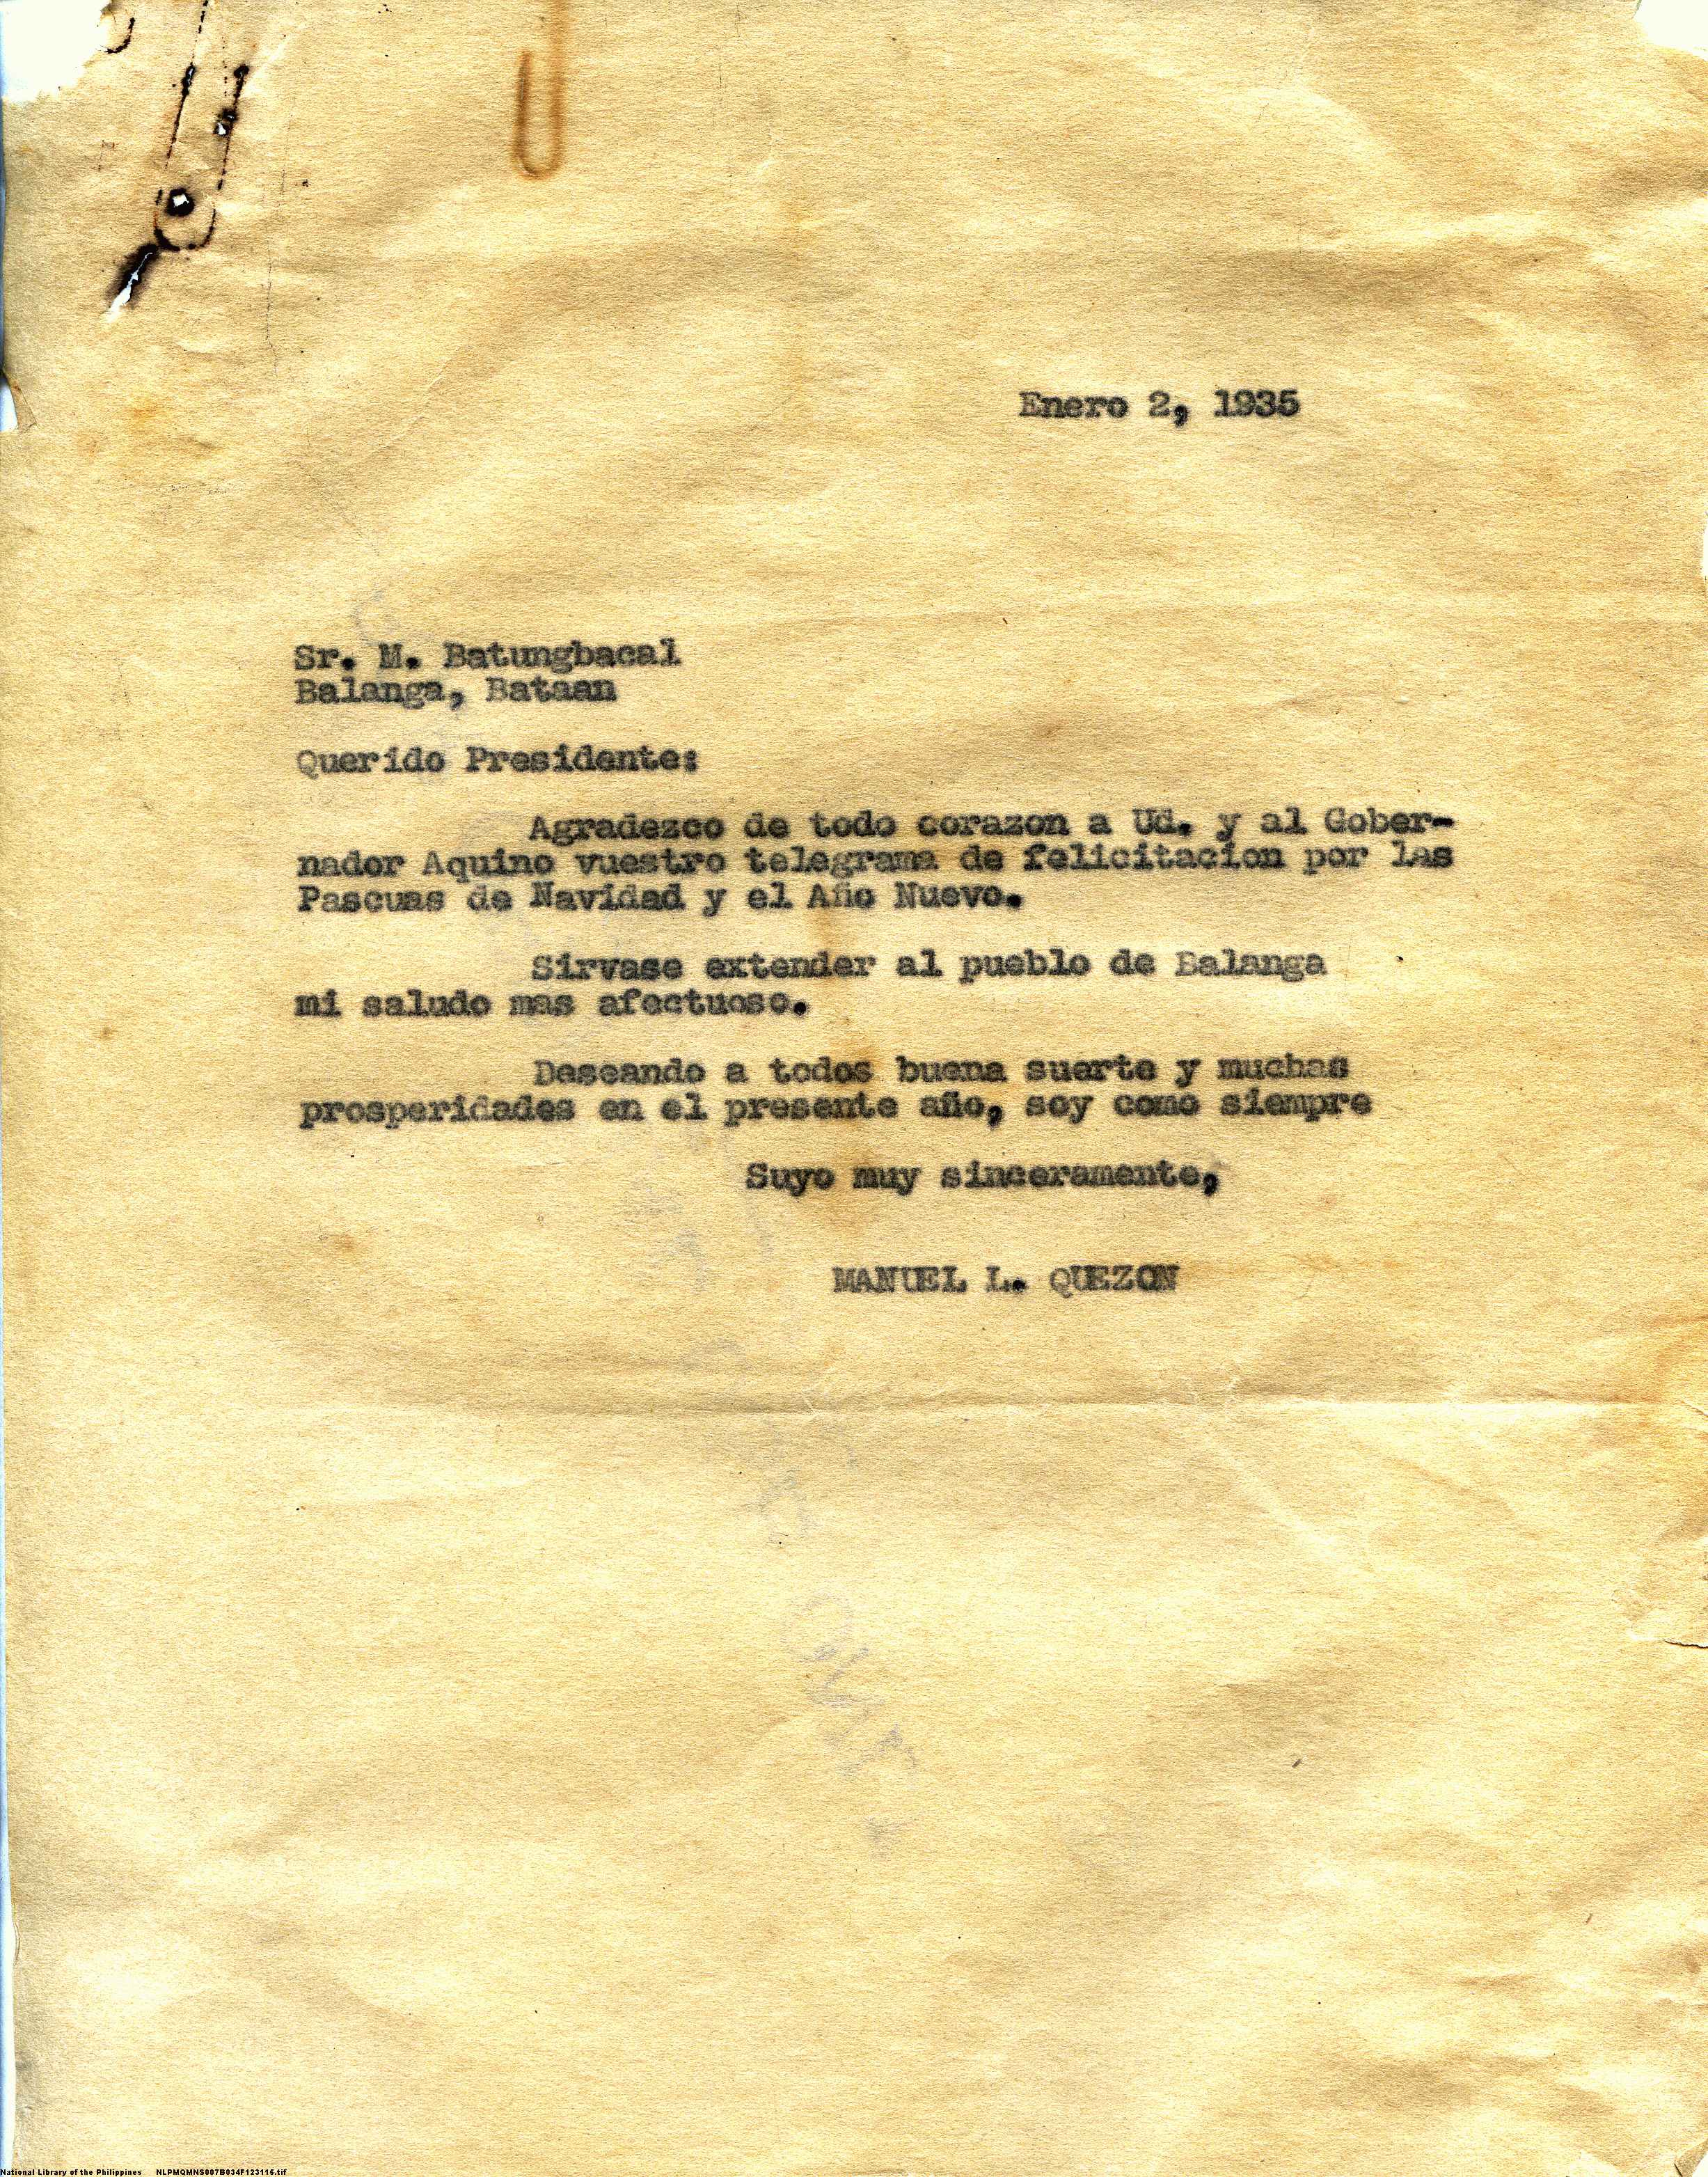 Enero 2, 1935
Sr. M. Batungbacal
Balanga, Bataan
Querido Presidente:
Agradezco de todo corazon a Ud. y al Gober-
nador Aquino vuestro telegrama de felicitacion por las
Pascuas de Navidad y el Año Nuevo.
Sirvase extender al pueblo de Balanga
mi saludo mas afectuoso.
Deseando a todos buena suerte y muchas
prosperidades en el presente año, soy como siempre
Suyo muy sinceramente,
MANUEL L. QUEZON
National Library of the Philippines NLPMQMNS007B034F123115.tif